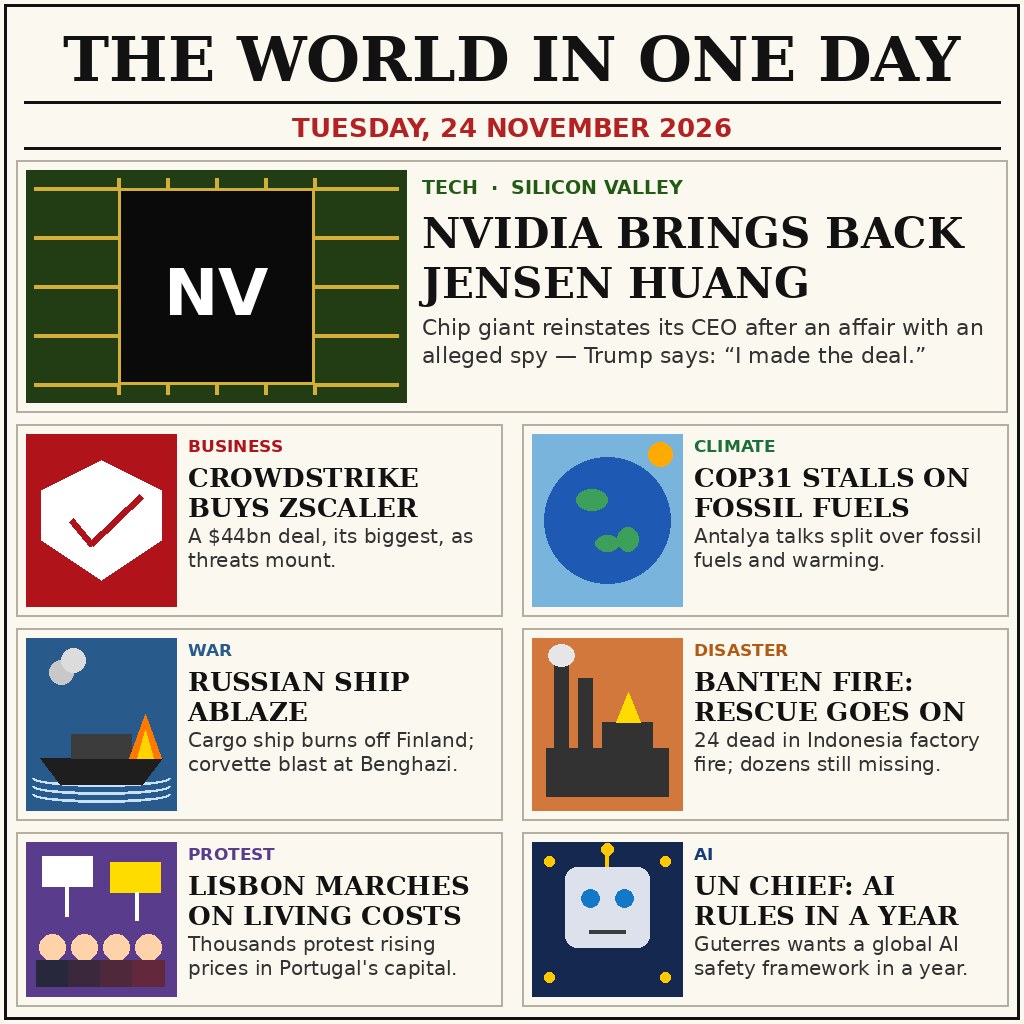 THE WORLD IN ONE DAY
TUESDAY, 24 NOVEMBER 2026
NV
TECH · SILICON VALLEY
NVIDIA BRINGS BACK
JENSEN HUANG
Chip giant reinstates its CEO after an affair with an
alleged spy — Trump says: “I made the deal.”
BUSINESS
CROWDSTRIKE
BUYS ZSCALER
A $44bn deal, its biggest, as
threats mount.
CLIMATE
COP31 STALLS ON
FOSSIL FUELS
Antalya talks split over fossil
fuels and warming.
WAR
RUSSIAN SHIP
ABLAZE
Cargo ship burns off Finland;
corvette blast at Benghazi.
DISASTER
BANTEN FIRE:
RESCUE GOES ON
24 dead in Indonesia factory
fire; dozens still missing.
PROTEST
LISBON MARCHES
ON LIVING COSTS
Thousands protest rising
prices in Portugal's capital.
AI
UN CHIEF: AI
RULES IN A YEAR
Guterres wants a global AI
safety framework in a year.